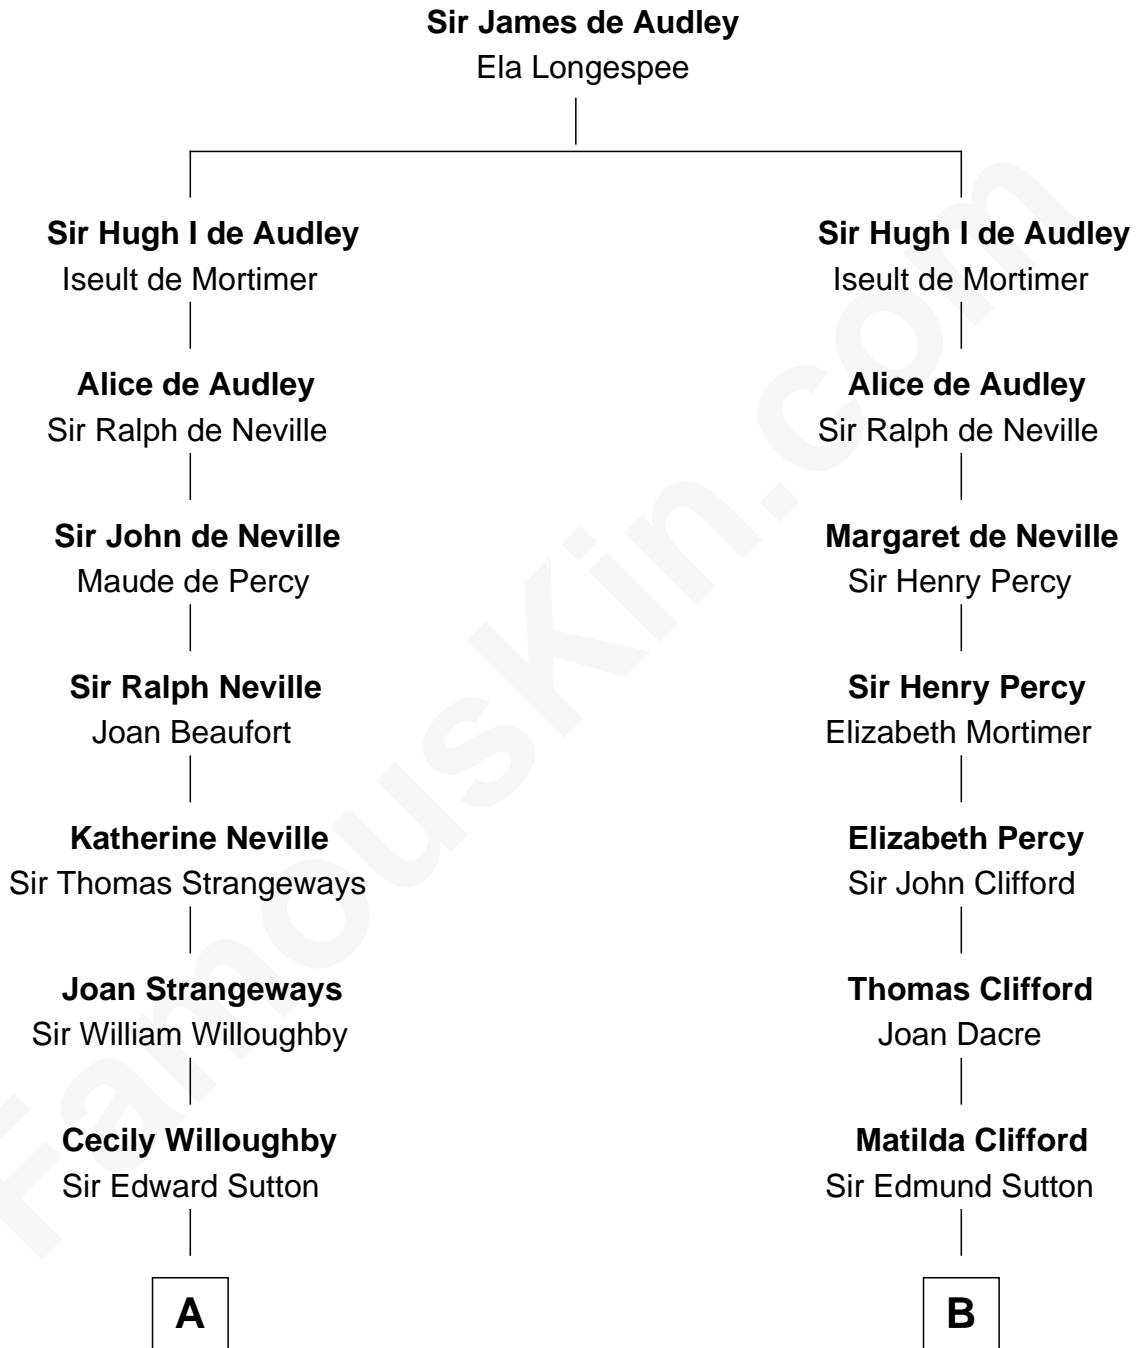 Sir James de Audley
Ela Longespee
Sir Hugh I de Audley
Iseult de Mortimer
Sir Hugh I de Audley
Iseult de Mortimer
Alice de Audley
Sir Ralph de Neville
Alice de Audley
Sir Ralph de Neville
Sir John de Neville
Maude de Percy
Margaret de Neville
Sir Henry Percy
Sir Ralph Neville
Joan Beaufort
Sir Henry Percy
Elizabeth Mortimer
Katherine Neville
Sir Thomas Strangeways
Elizabeth Percy
Sir John Clifford
Joan Strangeways
Sir William Willoughby
Thomas Clifford
Joan Dacre
Cecily Willoughby
Sir Edward Sutton
Matilda Clifford
Sir Edmund Sutton
A
B
FamousKin.com